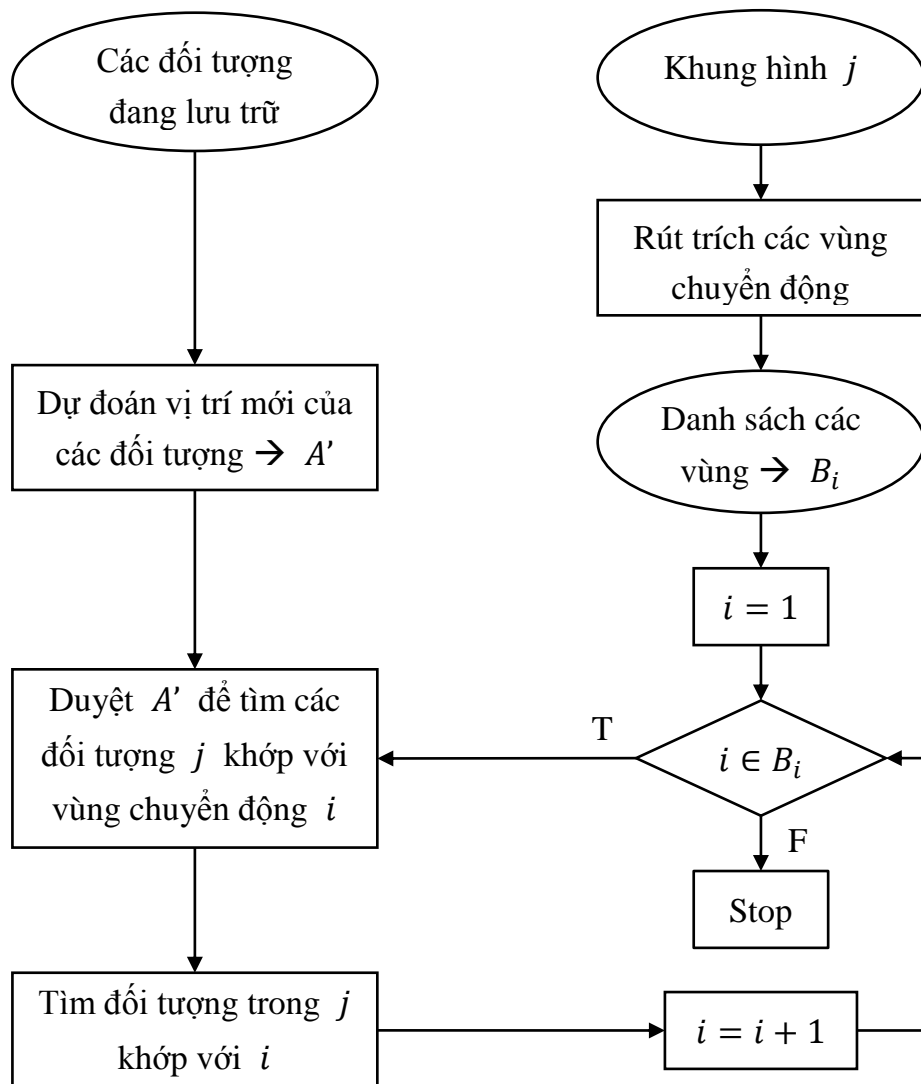 Các đối tượng
đang lưu trữ
Khung hình j
Rút trích các vùng
chuyển động
Dự đoán vị trí mới của
các đối tượng → A’
Danh sách các
vùng → Bᵢ
i = 1
Duyệt A’ để tìm các
đối tượng j khớp với
vùng chuyển động i
T
i ∈ Bᵢ
F
Stop
Tìm đối tượng trong j
khớp với i
i = i + 1